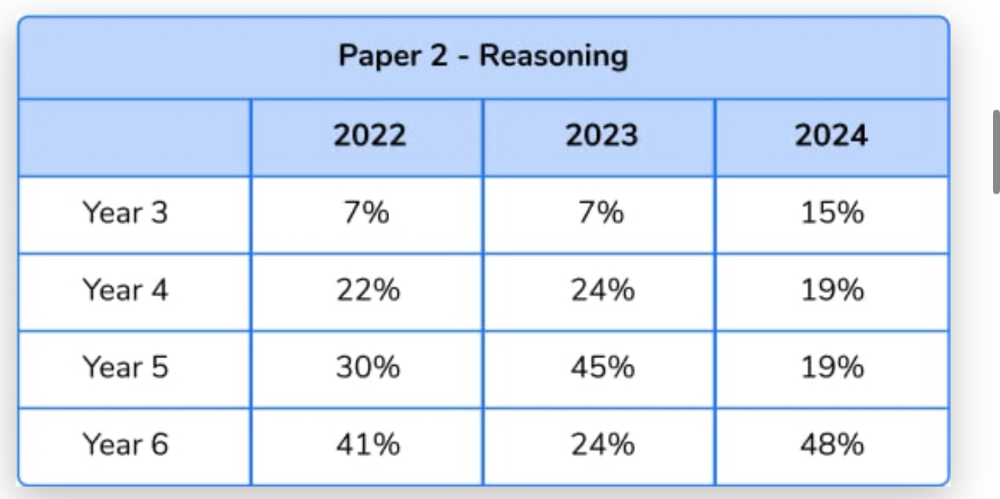 Paper 2 - Reasoning
2022 2023 2024
Year 3 7% 7% 15%
Year 4 22% 24% 19%
Year 5 30% 45% 19%
Year 6 41% 24% 48%